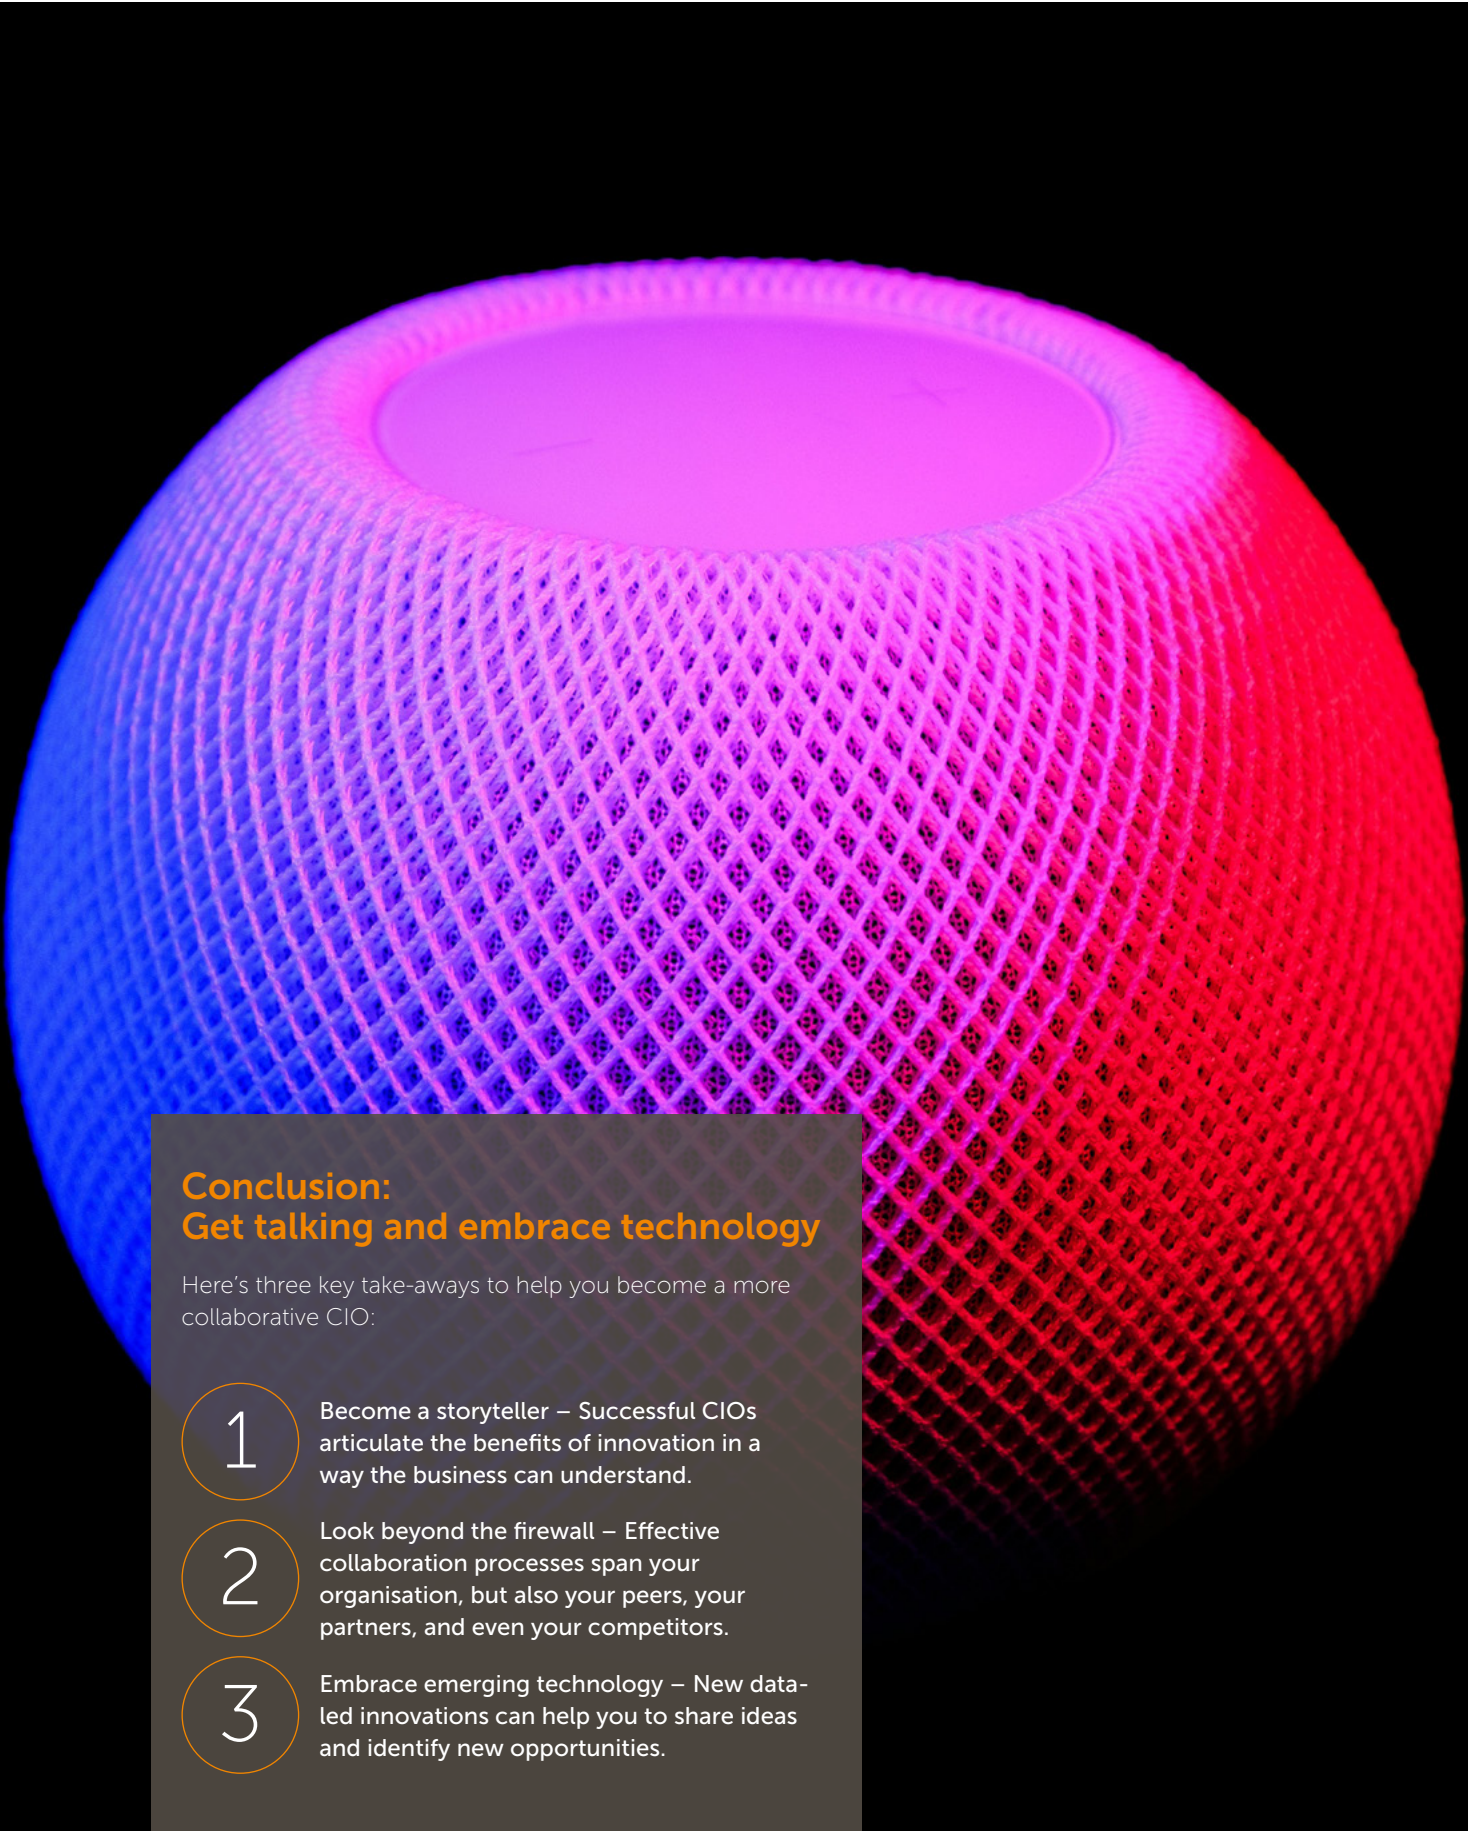 Conclusion:
Get talking and embrace technology
Here's three key take-aways to help you become a more
collaborative CIO:
1
Become a storyteller – Successful CIOs
articulate the benefits of innovation in a
way the business can understand.
2
Look beyond the firewall – Effective
collaboration processes span your
organisation, but also your peers, your
partners, and even your competitors.
3
Embrace emerging technology – New data-
led innovations can help you to share ideas
and identify new opportunities.